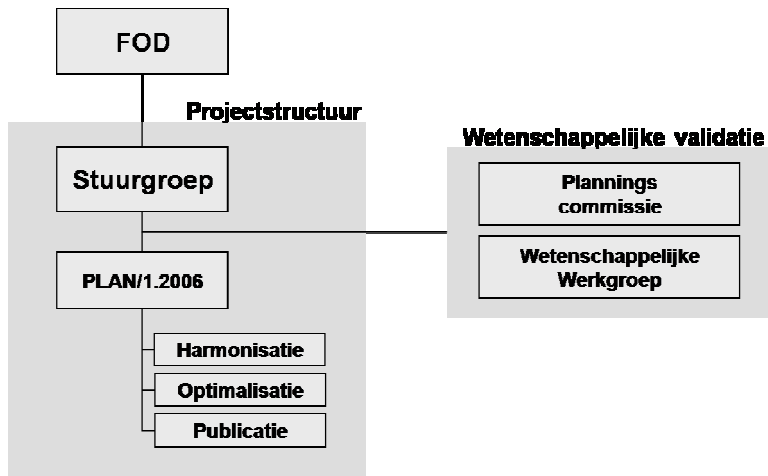 FOD
Projectstructuur
Stuurgroep
PLAN/1.2006
Harmonisatie
Optimalisatie
Publicatie
Wetenschappelijke validatie
Plannings
commissie
Wetenschappelijke
Werkgroep